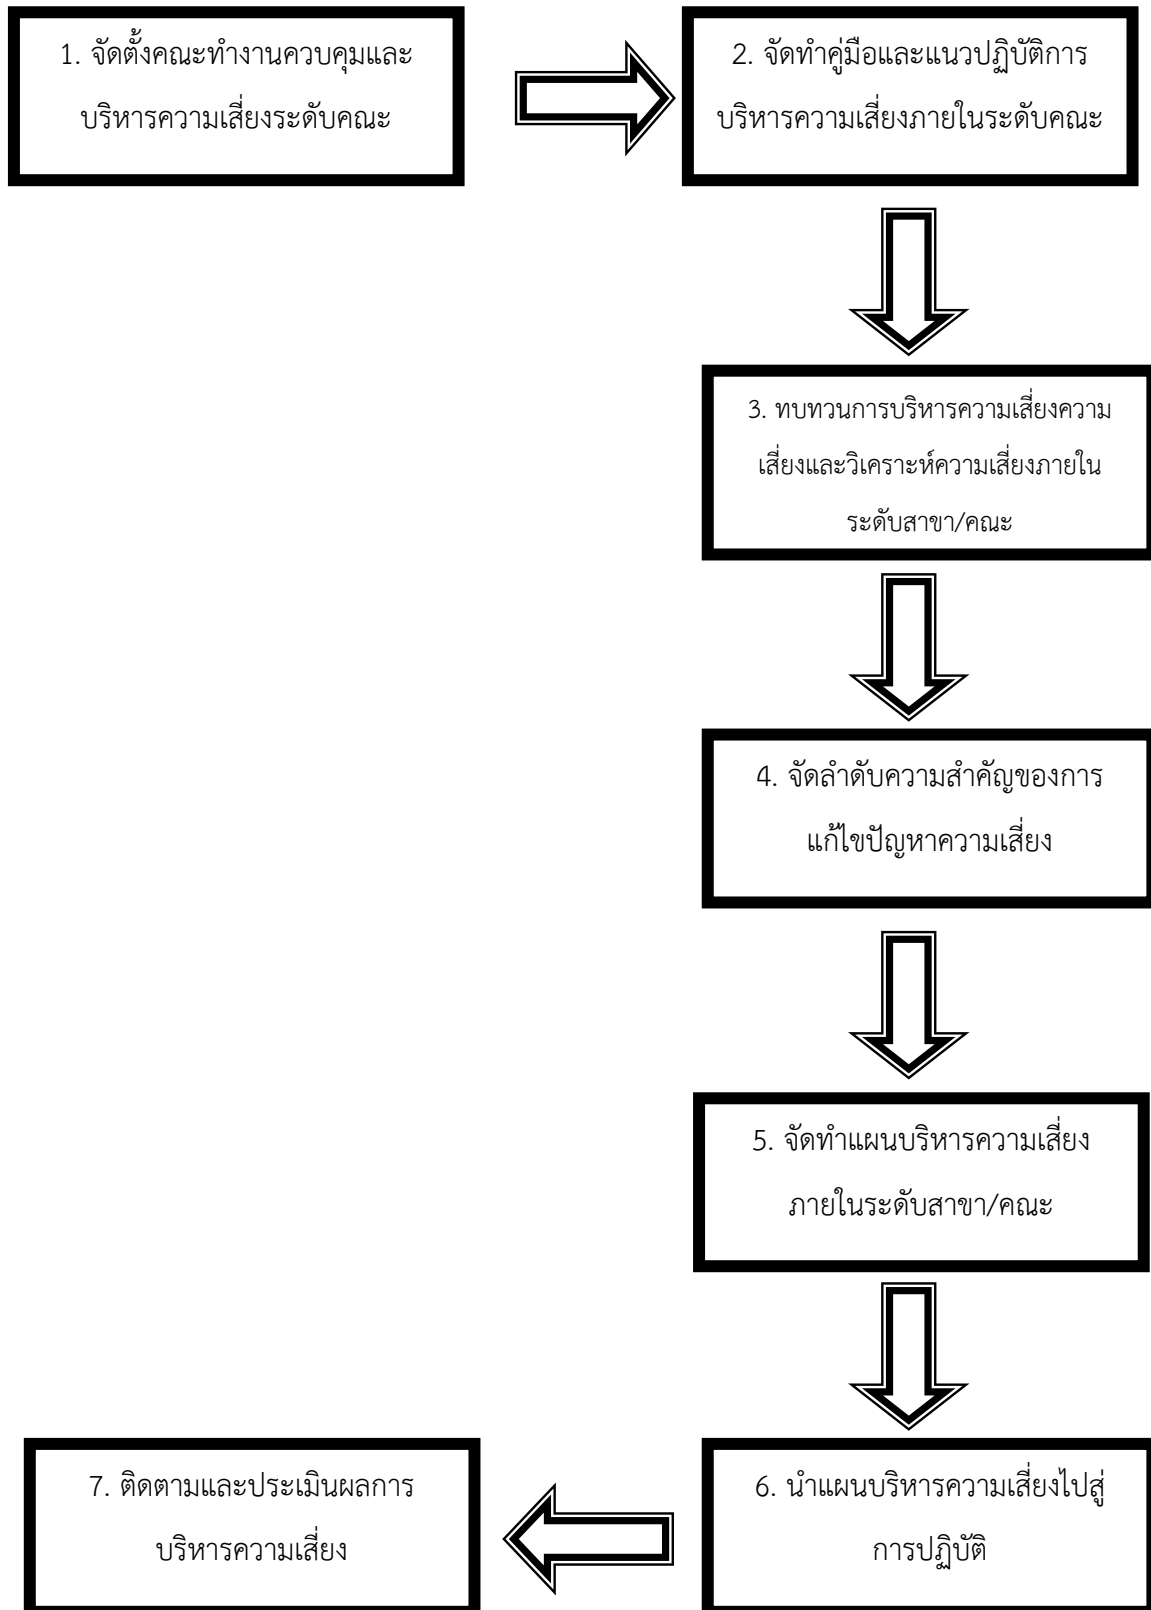 1. จัดตั้งคณะทำงานควบคุมและ
บริหารความเสี่ยงระดับคณะ
2. จัดทำคู่มือและแนวปฏิบัติการ
บริหารความเสี่ยงภายในระดับคณะ
3. ทบทวนการบริหารความเสี่ยงความ
เสี่ยงและวิเคราะห์ความเสี่ยงภายใน
ระดับสาขา/คณะ
4. จัดลำดับความสำคัญของการ
แก้ไขปัญหาความเสี่ยง
5. จัดทำแผนบริหารความเสี่ยง
ภายในระดับสาขา/คณะ
6. นำแผนบริหารความเสี่ยงไปสู่
การปฏิบัติ
7. ติดตามและประเมินผลการ
บริหารความเสี่ยง